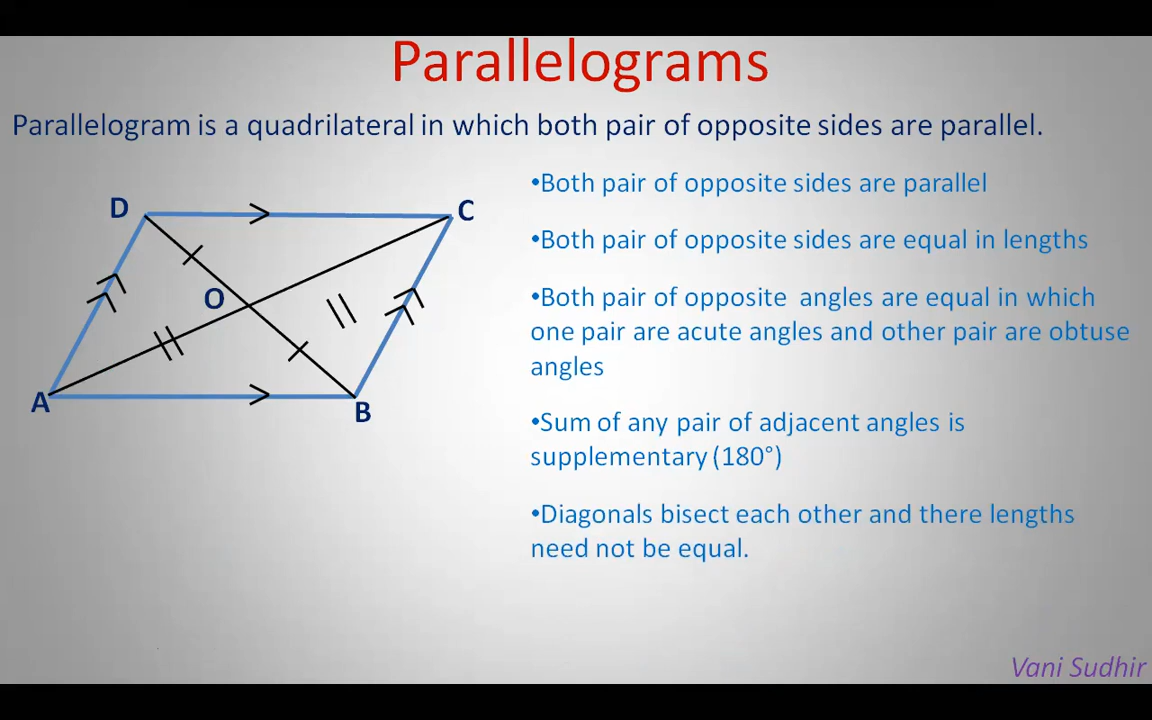 Parallelograms
Parallelogram is a quadrilateral in which both pair of opposite sides are parallel.
D
C
O
A
B
•Both pair of opposite sides are parallel
•Both pair of opposite sides are equal in lengths
•Both pair of opposite angles are equal in which
one pair are acute angles and other pair are obtuse
angles
•Sum of any pair of adjacent angles is
supplementary (180°)
•Diagonals bisect each other and there lengths
need not be equal.
Vani Sudhir